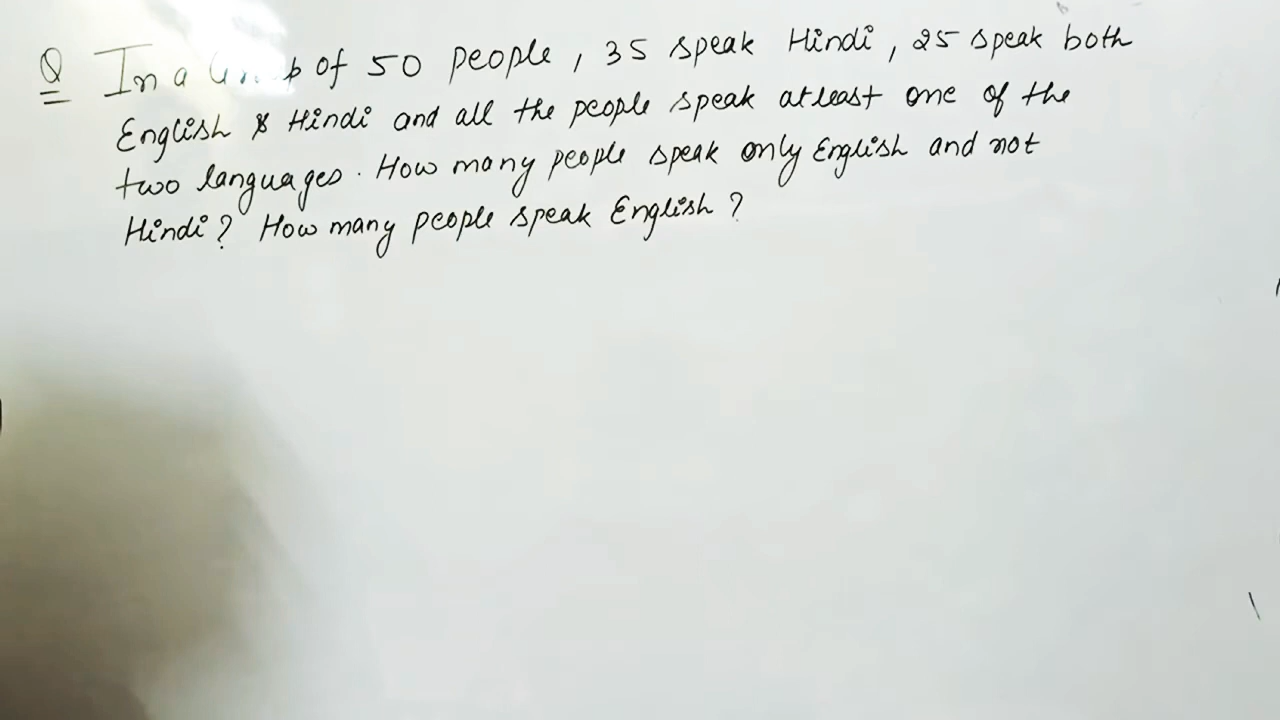 Q In a of 50 people, 35 speak Hindi, 25 speak both
English & Hindi and all the people speak atleast one of the
two languages. How many people speak only English and not
Hindi? How many people speak English?